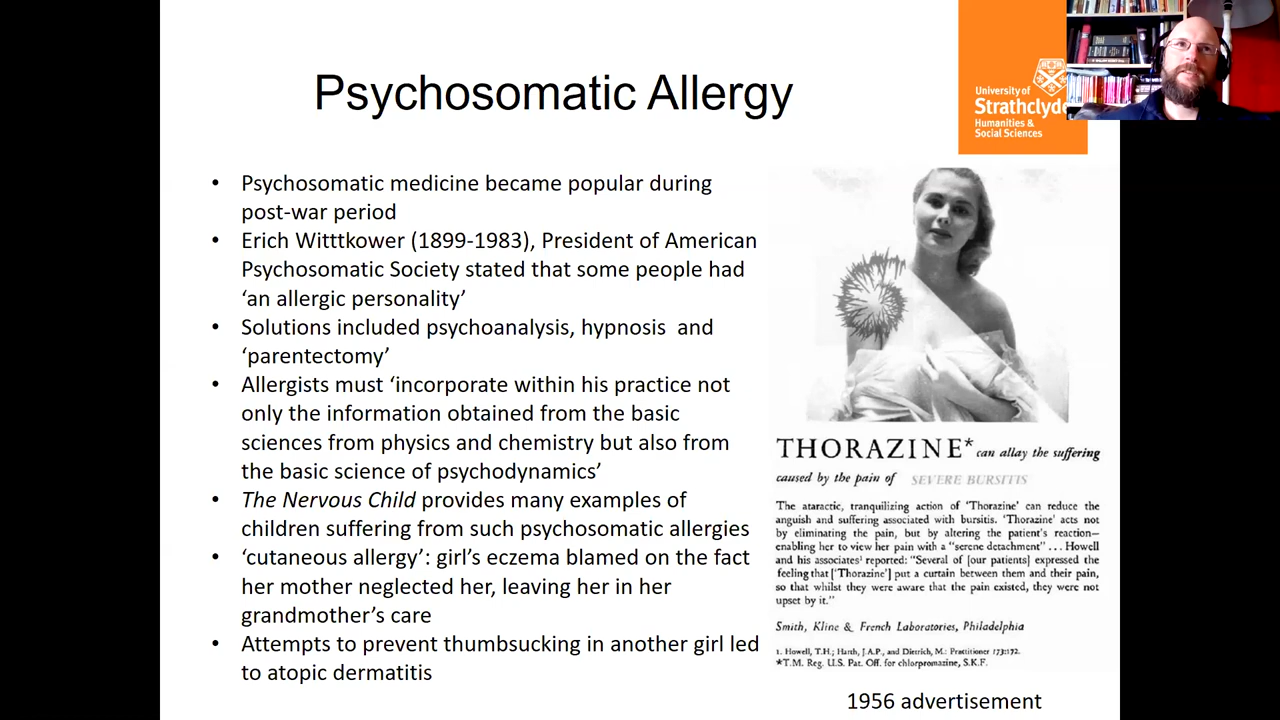 Psychosomatic Allergy
University of
Strathclyde
Humanities &
Social Sciences
• Psychosomatic medicine became popular during
post-war period
• Erich Witttkower (1899-1983), President of American
Psychosomatic Society stated that some people had
‘an allergic personality’
• Solutions included psychoanalysis, hypnosis and
‘parentectomy’
• Allergists must ‘incorporate within his practice not
only the information obtained from the basic
sciences from physics and chemistry but also from
the basic science of psychodynamics’
• The Nervous Child provides many examples of
children suffering from such psychosomatic allergies
• ‘cutaneous allergy’: girl’s eczema blamed on the fact
her mother neglected her, leaving her in her
grandmother’s care
• Attempts to prevent thumbsucking in another girl led
to atopic dermatitis
THORAZINE* can allay the suffering
caused by the pain of SEVERE BURSITIS
The ataractic, tranquilizing action of ‘Thorazine’ can reduce the
anguish and suffering associated with bursitis. ‘Thorazine’ acts not
by eliminating the pain, but by altering the patient’s reaction—
enabling her to view her pain with a “serene detachment” . . . Howell
and his associates¹ reported: “Several of [our patients] expressed the
feeling that [‘Thorazine’] put a curtain between them and their pain,
so that whilst they were aware that the pain existed, they were not
upset by it.”
Smith, Kline & French Laboratories, Philadelphia
1. Howell, T.H.; Harth, J.A.P., and Dietrich, M.: Practitioner 173:172.
*T.M. Reg. U.S. Pat. Off. for chlorpromazine, S.K.F.
1956 advertisement